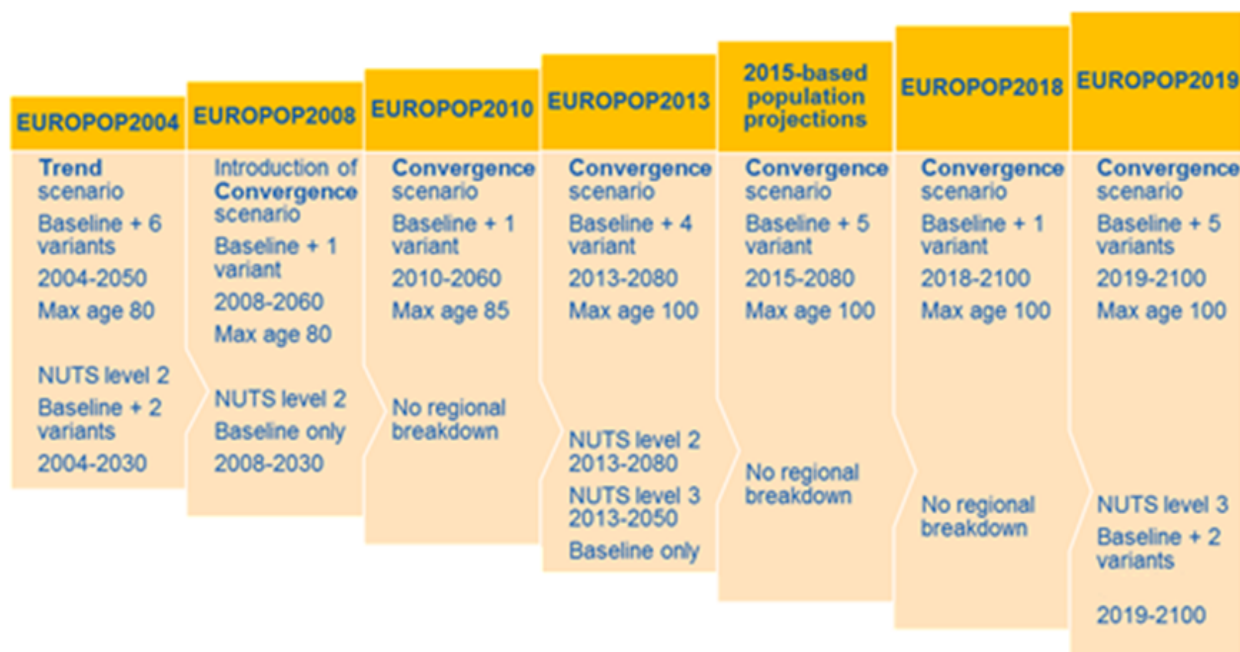 EUROPOP2004
Trend
scenario
Baseline + 6
variants
2004-2050
Max age 80
NUTS level 2
Baseline + 2
variants
2004-2030
EUROPOP2008
Introduction of
Convergence
scenario
Baseline + 1
variant
2008-2060
Max age 80
NUTS level 2
Baseline only
2008-2030
EUROPOP2010
Convergence
scenario
Baseline + 1
variant
2010-2060
Max age 85
No regional
breakdown
EUROPOP2013
Convergence
scenario
Baseline + 4
variant
2013-2080
Max age 100
NUTS level 2
2013-2080
NUTS level 3
2013-2050
Baseline only
2015-based
population
projections
Convergence
scenario
Baseline + 5
variant
2015-2080
Max age 100
No regional
breakdown
EUROPOP2018
Convergence
scenario
Baseline + 1
variant
2018-2100
Max age 100
No regional
breakdown
EUROPOP2019
Convergence
scenario
Baseline + 5
variants
2019-2100
Max age 100
NUTS level 3
Baseline + 2
variants
2019-2100